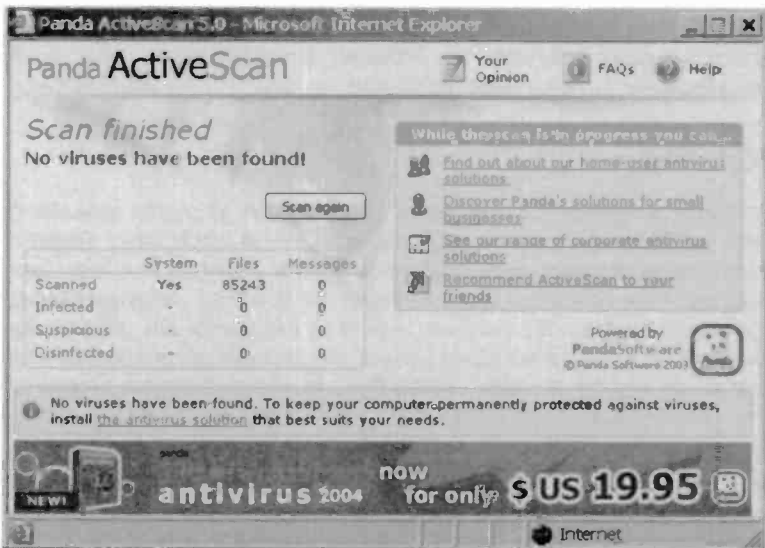 Panda ActiveScan 5.0 - Microsoft Internet Explorer
Panda ActiveScan
Your Opinion
FAQs
Help
Scan finished
No viruses have been found!
Scan again
System Files Messages
Scanned Yes 85243 0
Infected - 0 0
Suspicious - 0 0
Disinfected - 0 0
While the scan is in progress you can...
Find out about our home-user antivirus
solutions
Discover Panda's solutions for small
businesses
See our range of corporate antivirus
solutions
Recommend ActiveScan to your
friends
Powered by
PandaSoftware
© Panda Software 2003
Panda
No viruses have been found. To keep your computer permanently protected against viruses,
install the antivirus solution that best suits your needs.
NEW!
panda
antivirus 2004
now
for only $ US 19.95
Internet